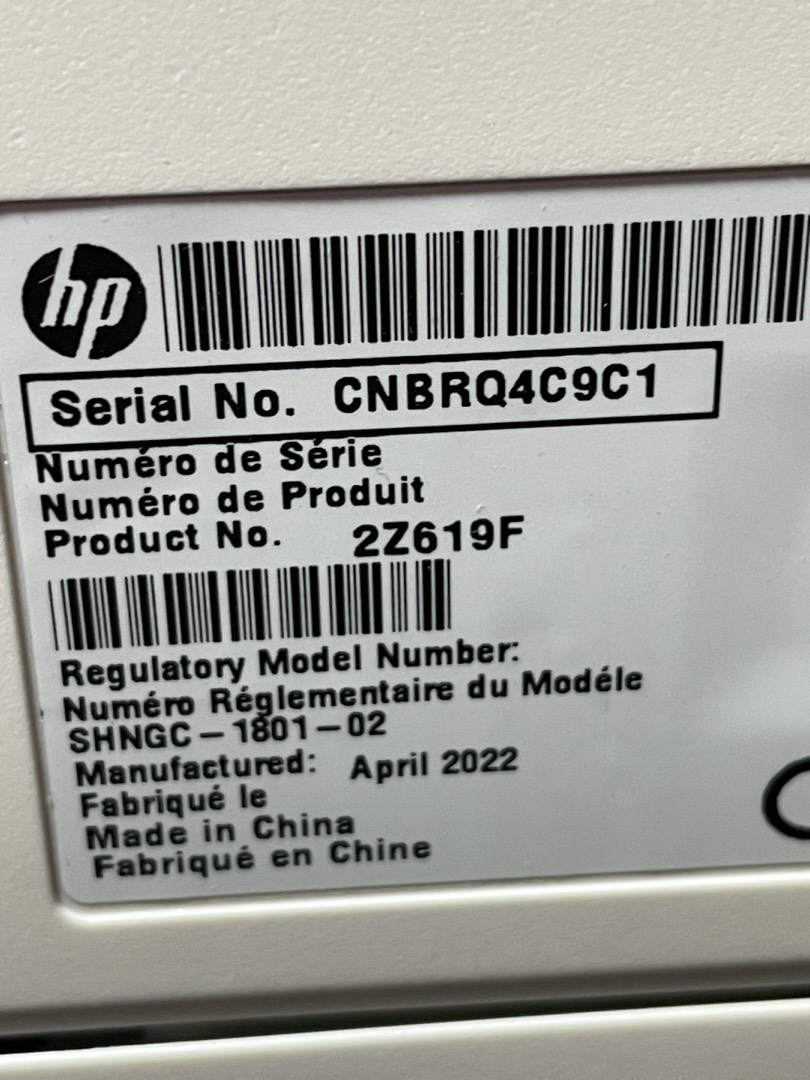 hp
Serial No. CNBRQ4C9C1
Numéro de Série
Numéro de Produit
Product No. 2Z619F
Regulatory Model Number:
Numéro Réglementaire du Modéle
SHNGC-1801-02
Manufactured: April 2022
Fabriqué le
Made in China
Fabriqué en Chine